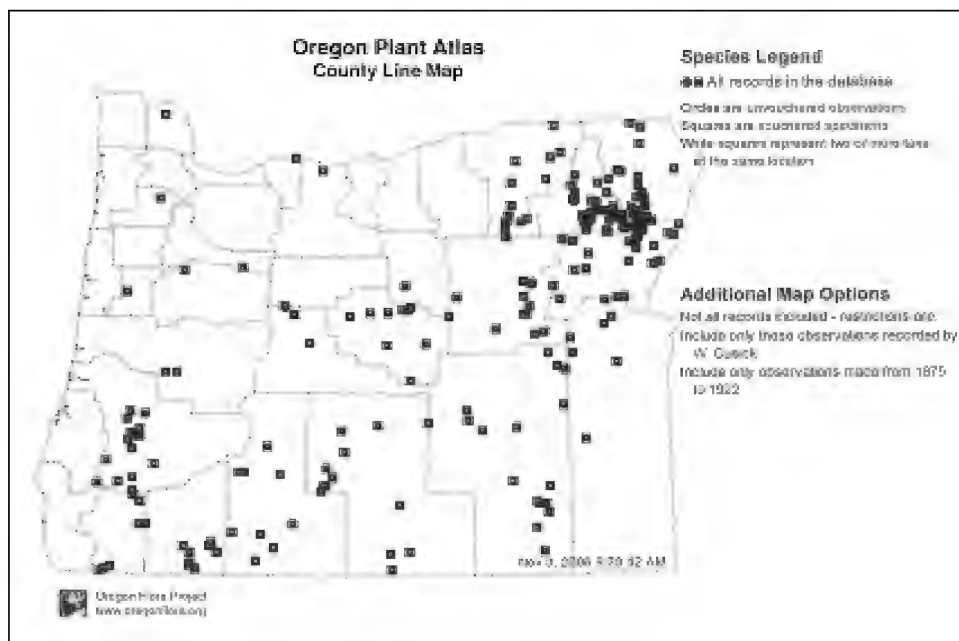 Oregon Plant Atlas
County Line Map
Species Legend
All records in the database
Circles are unvouchered observations
Squares are vouchered specimens
White squares represent two or more taxa
at the same location
Additional Map Options
Not all records included - restrictions are:
Include only those observations recorded by
W. Cusick
Include only observations made from 1875
to 1922
2006
AM
Oregon Flora Project
www.oregonflora.org